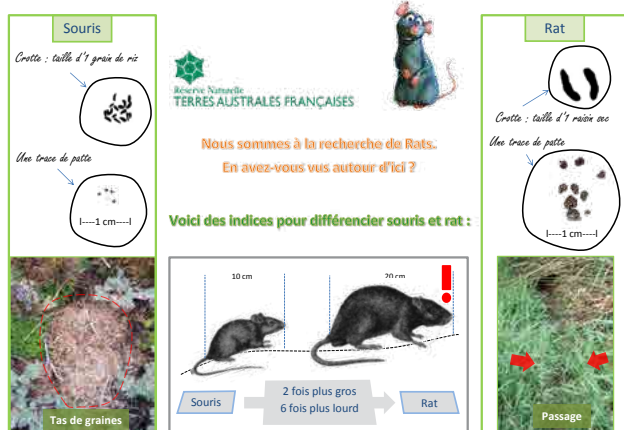 Souris
Crotte : taille d'1 grain de riz
Une trace de patte
l----1 cm----l
Tas de graines
Réserve Naturelle
TERRES AUSTRALES FRANÇAISES
Nous sommes à la recherche de Rats.
En avez-vous vus autour d'ici ?
Voici des indices pour différencier souris et rat :
10 cm
20 cm
!
Souris
2 fois plus gros
6 fois plus lourd
Rat
Rat
Crotte : taille d'1 raisin sec
Une trace de patte
l----1 cm----l
Passage